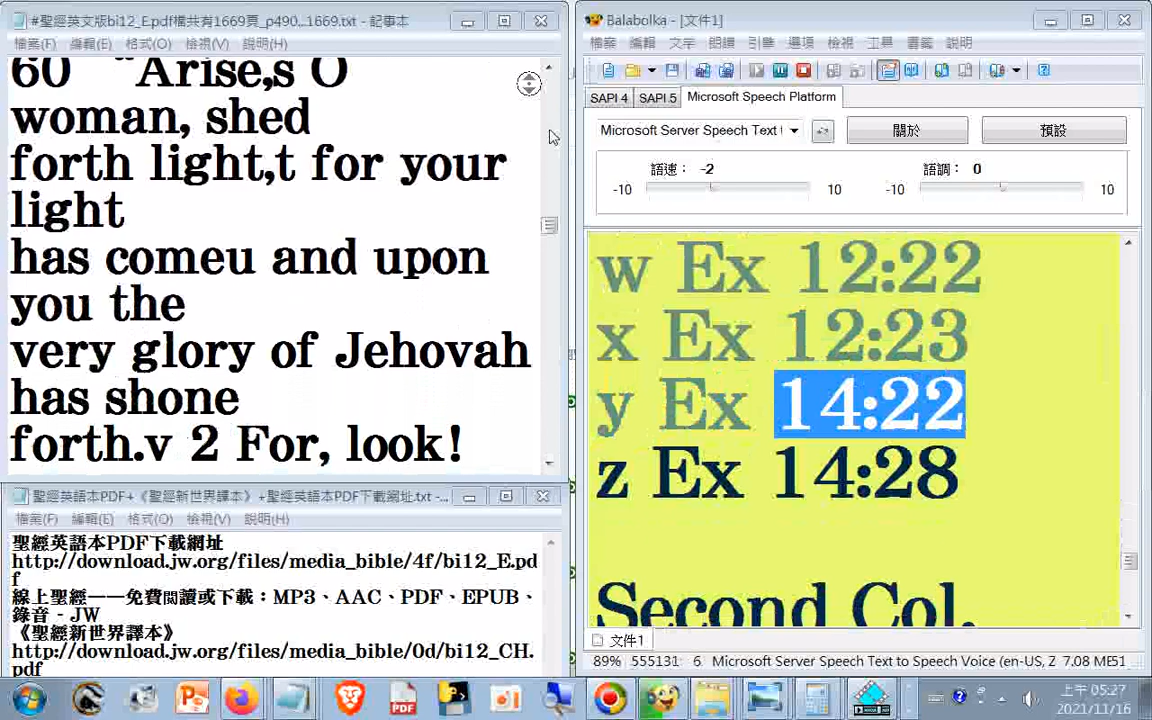 #聖經英文版bi12_E.pdf檔共有1669頁_p490...1669.txt - 記事本
檔案(F) 編輯(E) 格式(O) 檢視(V) 說明(H)
60 "Arise,s O
woman, shed
forth light,t for your
light
has comeu and upon
you the
very glory of Jehovah
has shone
forth.v 2 For, look!
聖經英語本PDF+《聖經新世界譯本》+聖經英語本PDF下載網址.txt -...
檔案(F) 編輯(E) 格式(O) 檢視(V) 說明(H)
聖經英語本PDF下載網址
http://download.jw.org/files/media_bible/4f/bi12_E.pd
f
線上聖經——免費閱讀或下載：MP3、AAC、PDF、EPUB、
錄音 - JW
《聖經新世界譯本》
http://download.jw.org/files/media_bible/0d/bi12_CH.
pdf
Balabolka - [文件1]
檔案 編輯 文字 朗讀 引擎 選項 檢視 工具 書籤 說明
SAPI 4 SAPI 5 Microsoft Speech Platform
Microsoft Server Speech Text 關於 預設
語速： -2 語調： 0
-10 10 -10 10
w Ex 12:22
x Ex 12:23
y Ex 14:22
z Ex 14:28
Second Col.
文件1
89% 555131: 6 Microsoft Server Speech Text to Speech Voice (en-US, Z 7.08 ME51
PDF
上午 05:27
2021/11/16